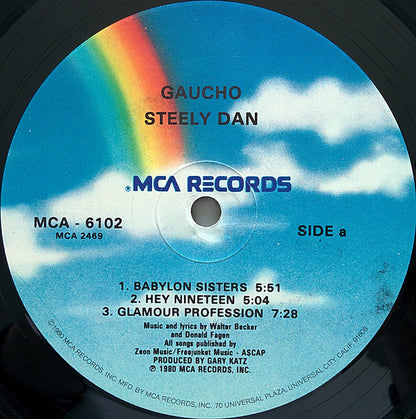 GAUCHO
STEELY DAN
MCA RECORDS
MCA - 6102
MCA 2469
SIDE a
1. BABYLON SISTERS 5:51
2. HEY NINETEEN 5:04
3. GLAMOUR PROFESSION 7:28
Music and lyrics by Walter Becker
and Donald Fagen
All songs published by
Zeon Music/Freejunket Music - ASCAP
PRODUCED BY GARY KATZ
℗ 1980 MCA RECORDS, INC.
©1980 MCA RECORDS, INC. MFG BY MCA RECORDS, INC., 70 UNIVERSAL PLAZA, UNIVERSAL CITY, CALIF. 91608